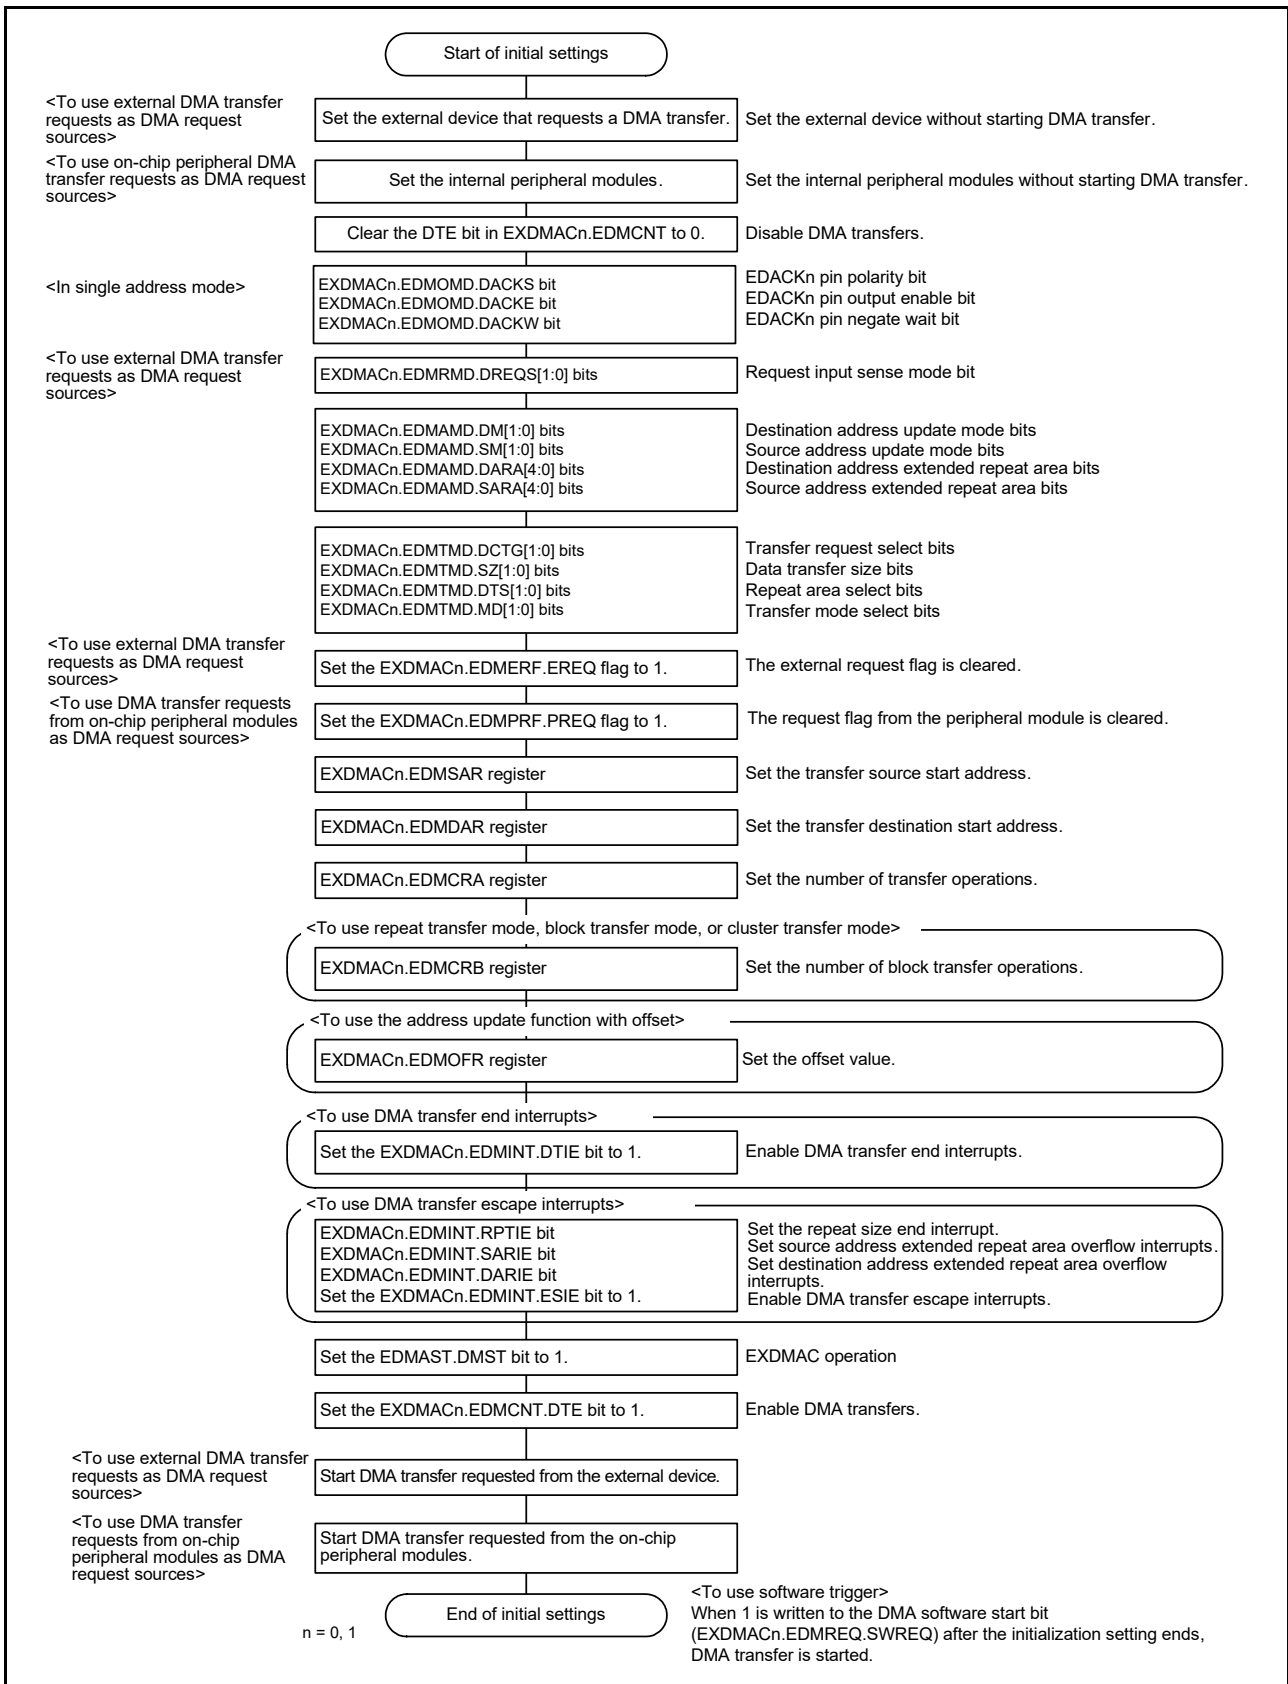 Start of initial settings
<To use external DMA transfer
requests as DMA request
sources>
Set the external device that requests a DMA transfer.
Set the external device without starting DMA transfer.
<To use on-chip peripheral DMA
transfer requests as DMA request
sources>
Set the internal peripheral modules.
Set the internal peripheral modules without starting DMA transfer.
Clear the DTE bit in EXDMACn.EDMCNT to 0.
Disable DMA transfers.
<In single address mode>
EXDMACn.EDMOMD.DACKS bit
EXDMACn.EDMOMD.DACKE bit
EXDMACn.EDMOMD.DACKW bit
EDACKn pin polarity bit
EDACKn pin output enable bit
EDACKn pin negate wait bit
<To use external DMA transfer
requests as DMA request
sources>
EXDMACn.EDMRMD.DREQS[1:0] bits
Request input sense mode bit
EXDMACn.EDMAMD.DM[1:0] bits
EXDMACn.EDMAMD.SM[1:0] bits
EXDMACn.EDMAMD.DARA[4:0] bits
EXDMACn.EDMAMD.SARA[4:0] bits
Destination address update mode bits
Source address update mode bits
Destination address extended repeat area bits
Source address extended repeat area bits
EXDMACn.EDMTMD.DCTG[1:0] bits
EXDMACn.EDMTMD.SZ[1:0] bits
EXDMACn.EDMTMD.DTS[1:0] bits
EXDMACn.EDMTMD.MD[1:0] bits
Transfer request select bits
Data transfer size bits
Repeat area select bits
Transfer mode select bits
<To use external DMA transfer
requests as DMA request
sources>
Set the EXDMACn.EDMERF.EREQ flag to 1.
The external request flag is cleared.
<To use DMA transfer requests
from on-chip peripheral modules
as DMA request sources>
Set the EXDMACn.EDMPRF.PREQ flag to 1.
The request flag from the peripheral module is cleared.
EXDMACn.EDMSAR register
Set the transfer source start address.
EXDMACn.EDMDAR register
Set the transfer destination start address.
EXDMACn.EDMCRA register
Set the number of transfer operations.
<To use repeat transfer mode, block transfer mode, or cluster transfer mode>
EXDMACn.EDMCRB register
Set the number of block transfer operations.
<To use the address update function with offset>
EXDMACn.EDMOFR register
Set the offset value.
<To use DMA transfer end interrupts>
Set the EXDMACn.EDMINT.DTIE bit to 1.
Enable DMA transfer end interrupts.
<To use DMA transfer escape interrupts>
EXDMACn.EDMINT.RPTIE bit
EXDMACn.EDMINT.SARIE bit
EXDMACn.EDMINT.DARIE bit
Set the EXDMACn.EDMINT.ESIE bit to 1.
Set the repeat size end interrupt.
Set source address extended repeat area overflow interrupts.
Set destination address extended repeat area overflow
interrupts.
Enable DMA transfer escape interrupts.
Set the EDMAST.DMST bit to 1.
EXDMAC operation
Set the EXDMACn.EDMCNT.DTE bit to 1.
Enable DMA transfers.
<To use external DMA transfer
requests as DMA request
sources>
Start DMA transfer requested from the external device.
<To use DMA transfer
requests from on-chip
peripheral modules as DMA
request sources>
Start DMA transfer requested from the on-chip
peripheral modules.
End of initial settings
n = 0, 1
<To use software trigger>
When 1 is written to the DMA software start bit
(EXDMACn.EDMREQ.SWREQ) after the initialization setting ends,
DMA transfer is started.